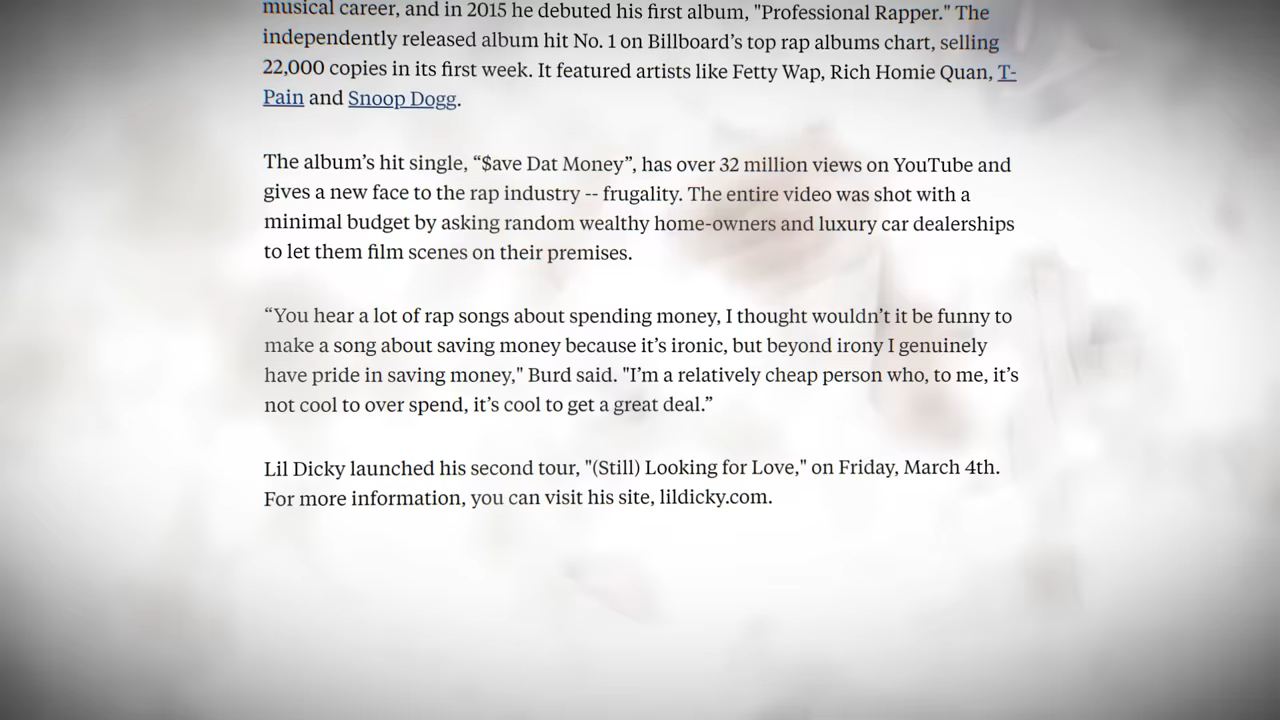 musical career, and in 2015 he debuted his first album, "Professional Rapper." The
independently released album hit No. 1 on Billboard’s top rap albums chart, selling
22,000 copies in its first week. It featured artists like Fetty Wap, Rich Homie Quan, T-
Pain and Snoop Dogg.
The album’s hit single, “$ave Dat Money”, has over 32 million views on YouTube and
gives a new face to the rap industry -- frugality. The entire video was shot with a
minimal budget by asking random wealthy home-owners and luxury car dealerships
to let them film scenes on their premises.
“You hear a lot of rap songs about spending money, I thought wouldn’t it be funny to
make a song about saving money because it’s ironic, but beyond irony I genuinely
have pride in saving money," Burd said. "I’m a relatively cheap person who, to me, it’s
not cool to over spend, it’s cool to get a great deal.”
Lil Dicky launched his second tour, "(Still) Looking for Love," on Friday, March 4th.
For more information, you can visit his site, lildicky.com.